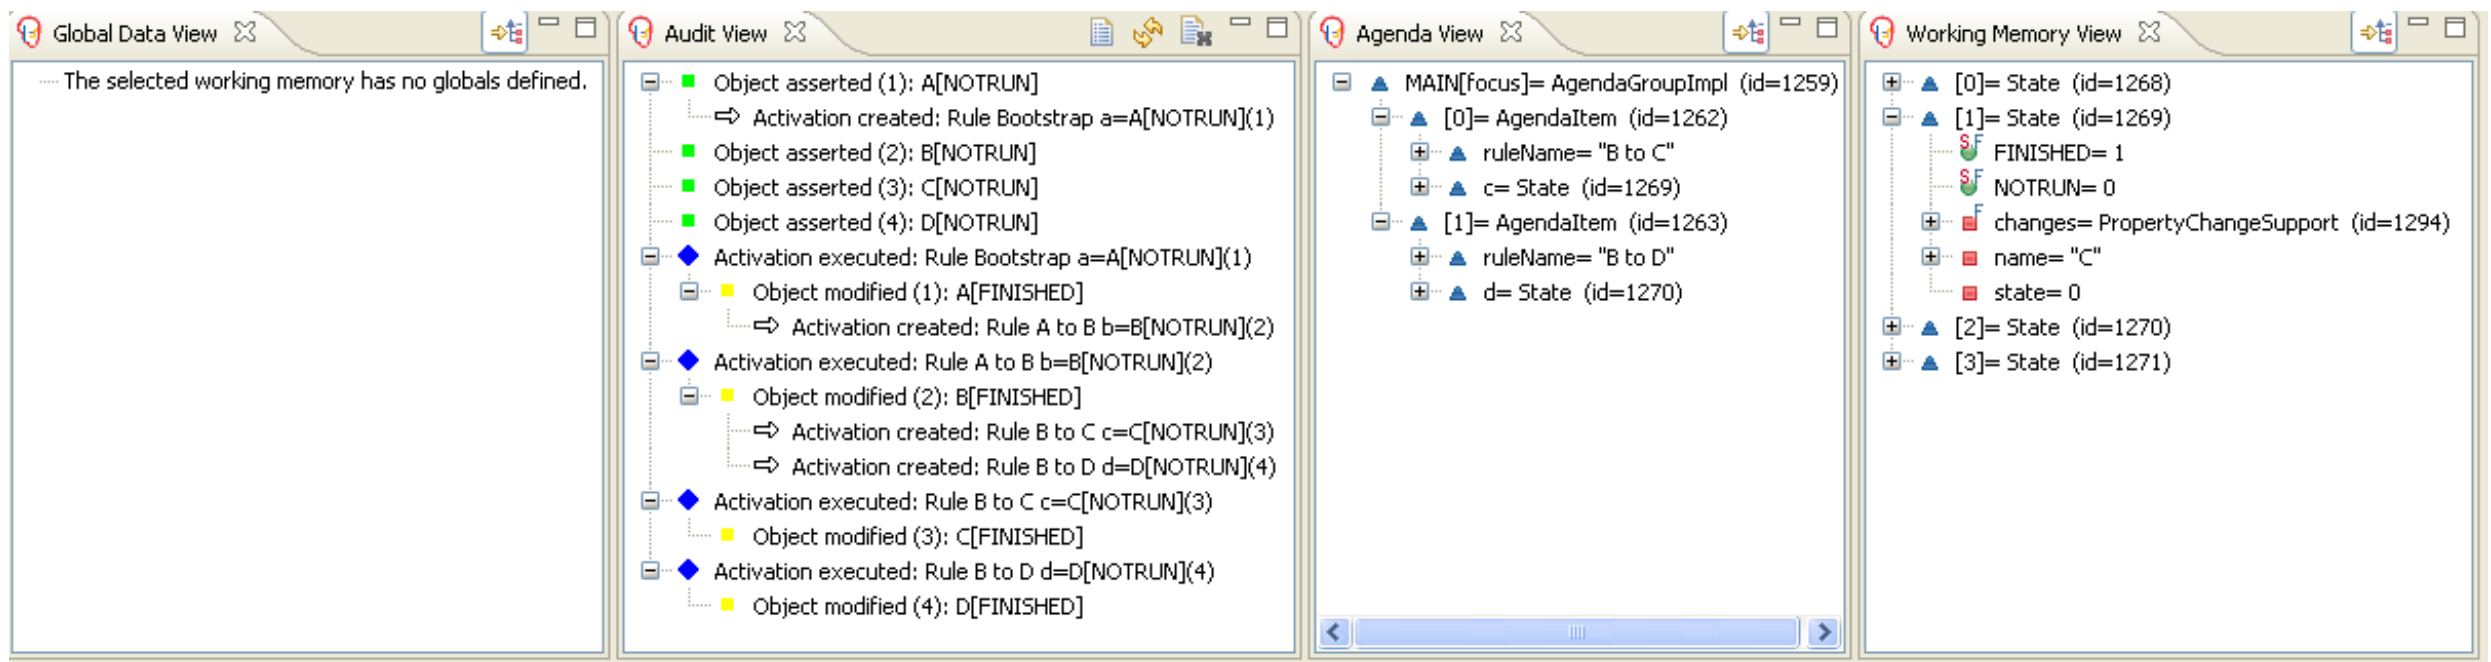 Global Data View
The selected working memory has no globals defined.
Audit View
Object asserted (1): A[NOTRUN]
Activation created: Rule Bootstrap a=A[NOTRUN](1)
Object asserted (2): B[NOTRUN]
Object asserted (3): C[NOTRUN]
Object asserted (4): D[NOTRUN]
Activation executed: Rule Bootstrap a=A[NOTRUN](1)
Object modified (1): A[FINISHED]
Activation created: Rule A to B b=B[NOTRUN](2)
Activation executed: Rule A to B b=B[NOTRUN](2)
Object modified (2): B[FINISHED]
Activation created: Rule B to C c=C[NOTRUN](3)
Activation created: Rule B to D d=D[NOTRUN](4)
Activation executed: Rule B to C c=C[NOTRUN](3)
Object modified (3): C[FINISHED]
Activation executed: Rule B to D d=D[NOTRUN](4)
Object modified (4): D[FINISHED]
Agenda View
MAIN[focus]= AgendaGroupImpl (id=1259)
[0]= AgendaItem (id=1262)
ruleName= "B to C"
c= State (id=1269)
[1]= AgendaItem (id=1263)
ruleName= "B to D"
d= State (id=1270)
Working Memory View
[0]= State (id=1268)
[1]= State (id=1269)
S F FINISHED= 1
S F NOTRUN= 0
F changes= PropertyChangeSupport (id=1294)
name= "C"
state= 0
[2]= State (id=1270)
[3]= State (id=1271)